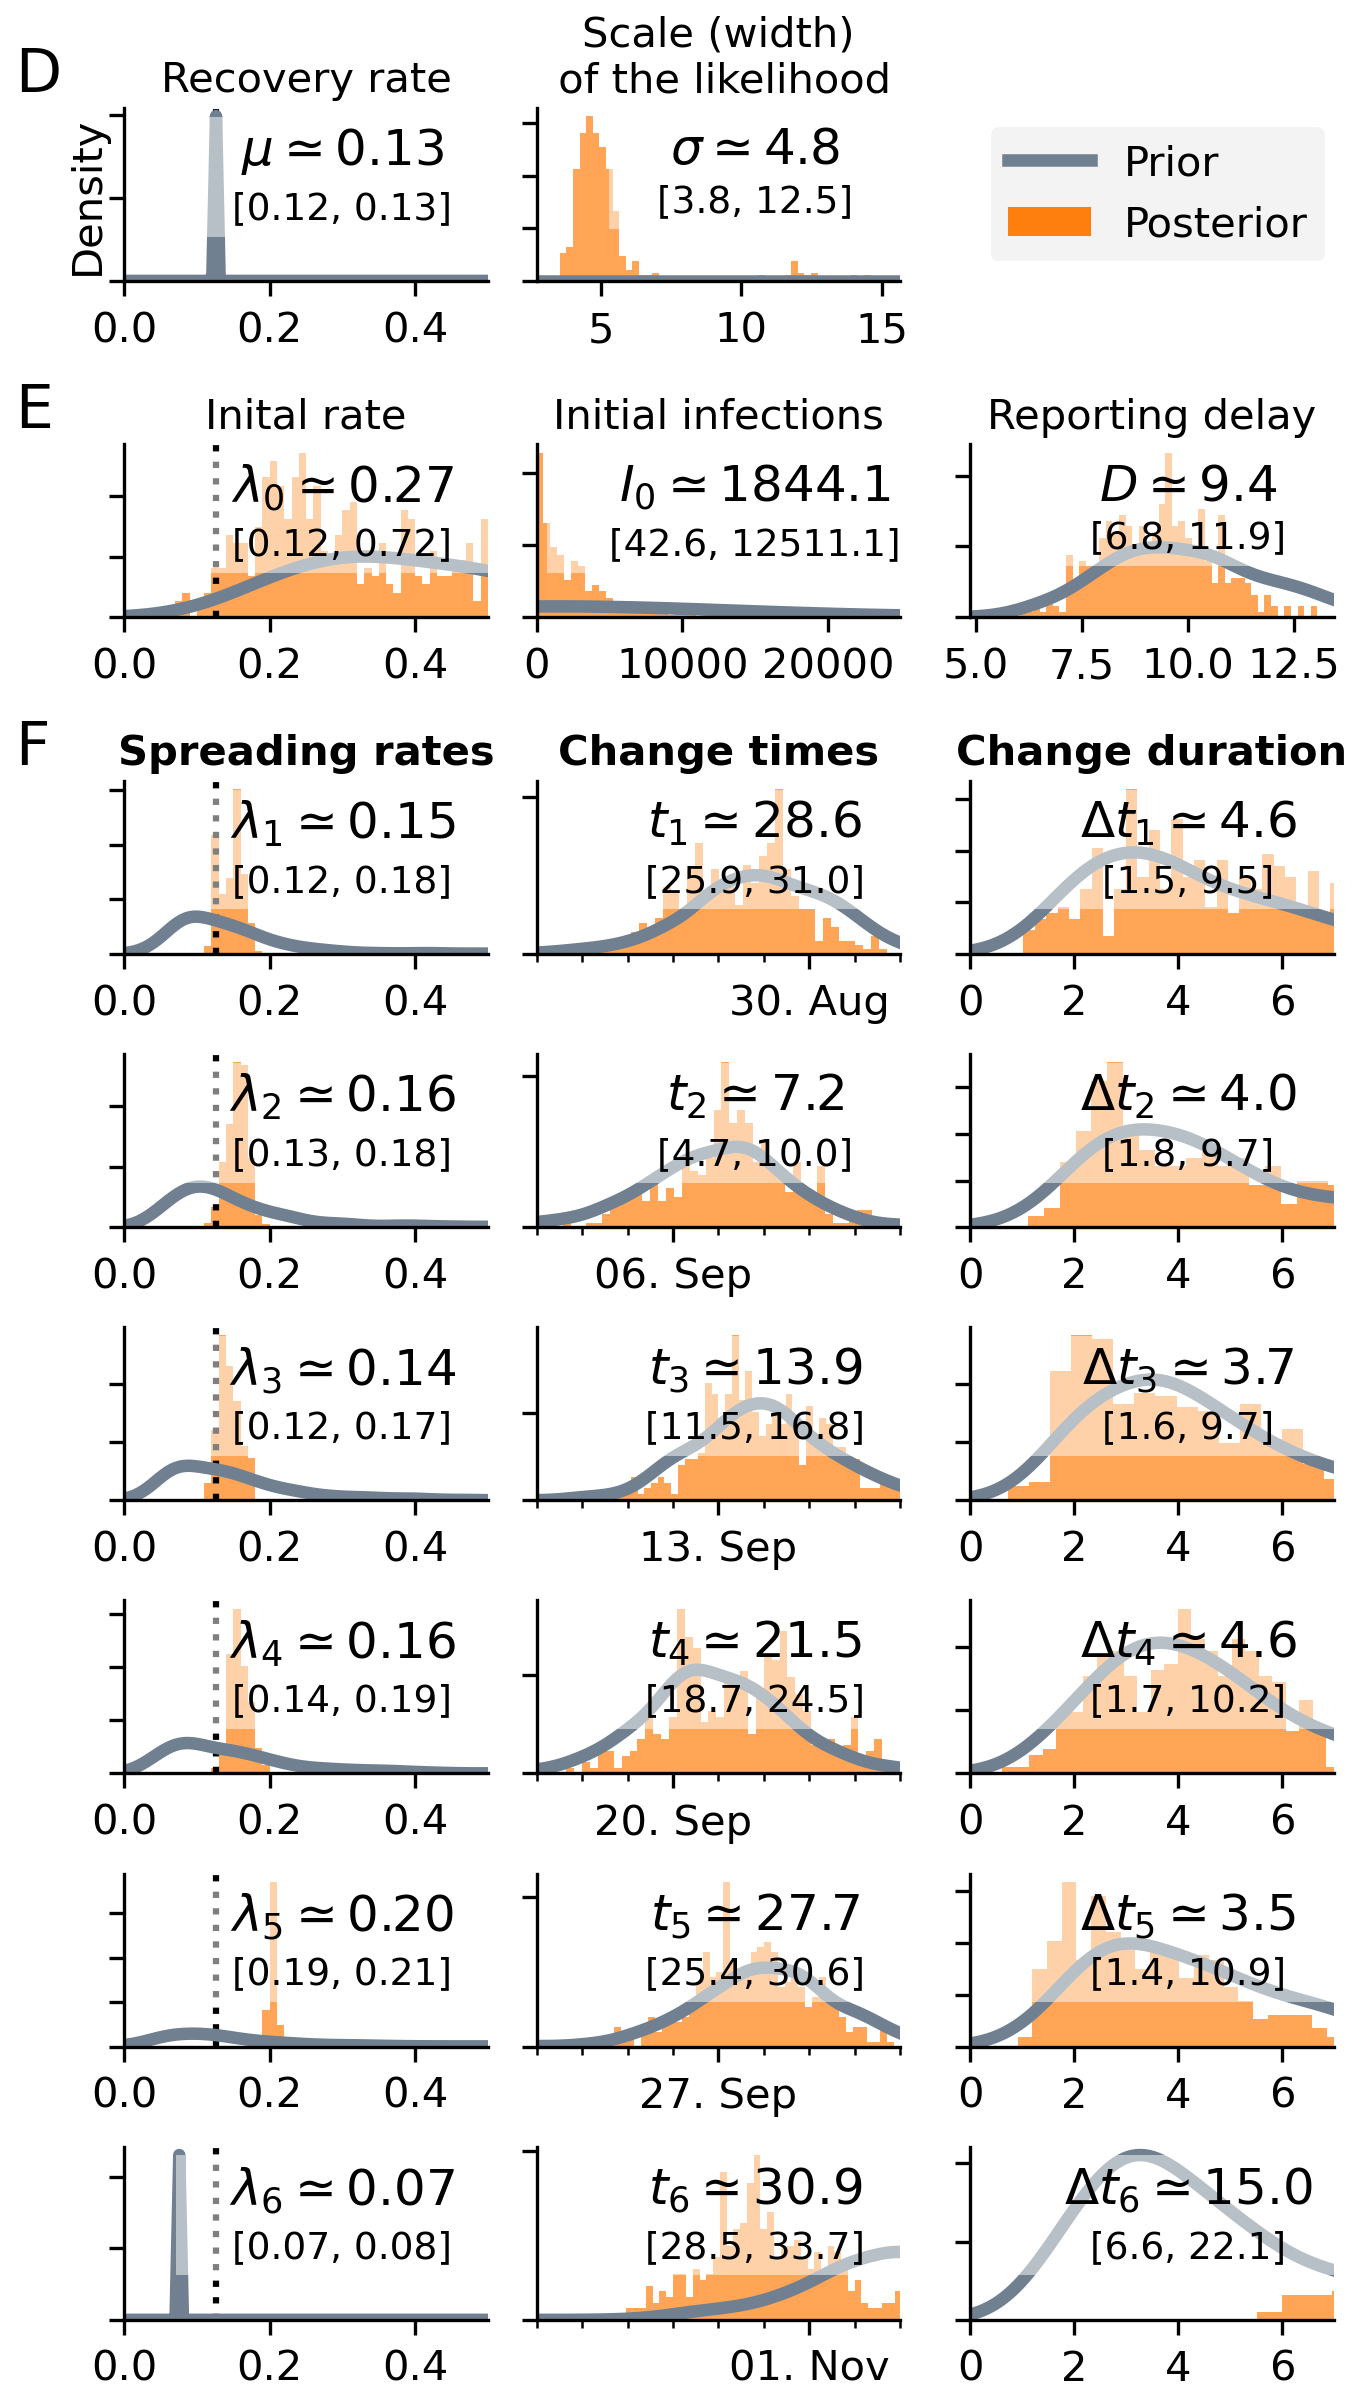 D
Recovery rate
Scale (width)
of the likelihood
Density
μ ≃ 0.13
[0.12, 0.13]
0.0 0.2 0.4
σ ≃ 4.8
[3.8, 12.5]
5 10 15
Prior
Posterior
E
Inital rate
λ0 ≃ 0.27
[0.12, 0.72]
0.0 0.2 0.4
Initial infections
I0 ≃ 1844.1
[42.6, 12511.1]
0 10000 20000
Reporting delay
D ≃ 9.4
[6.8, 11.9]
5.0 7.5 10.0 12.5
F
Spreading rates
Change times
Change duration
λ1 ≃ 0.15
[0.12, 0.18]
0.0 0.2 0.4
t1 ≃ 28.6
[25.9, 31.0]
30. Aug
Δt1 ≃ 4.6
[1.5, 9.5]
0 2 4 6
λ2 ≃ 0.16
[0.13, 0.18]
0.0 0.2 0.4
t2 ≃ 7.2
[4.7, 10.0]
06. Sep
Δt2 ≃ 4.0
[1.8, 9.7]
0 2 4 6
λ3 ≃ 0.14
[0.12, 0.17]
0.0 0.2 0.4
t3 ≃ 13.9
[11.5, 16.8]
13. Sep
Δt3 ≃ 3.7
[1.6, 9.7]
0 2 4 6
λ4 ≃ 0.16
[0.14, 0.19]
0.0 0.2 0.4
t4 ≃ 21.5
[18.7, 24.5]
20. Sep
Δt4 ≃ 4.6
[1.7, 10.2]
0 2 4 6
λ5 ≃ 0.20
[0.19, 0.21]
0.0 0.2 0.4
t5 ≃ 27.7
[25.4, 30.6]
27. Sep
Δt5 ≃ 3.5
[1.4, 10.9]
0 2 4 6
λ6 ≃ 0.07
[0.07, 0.08]
0.0 0.2 0.4
t6 ≃ 30.9
[28.5, 33.7]
01. Nov
Δt6 ≃ 15.0
[6.6, 22.1]
0 2 4 6